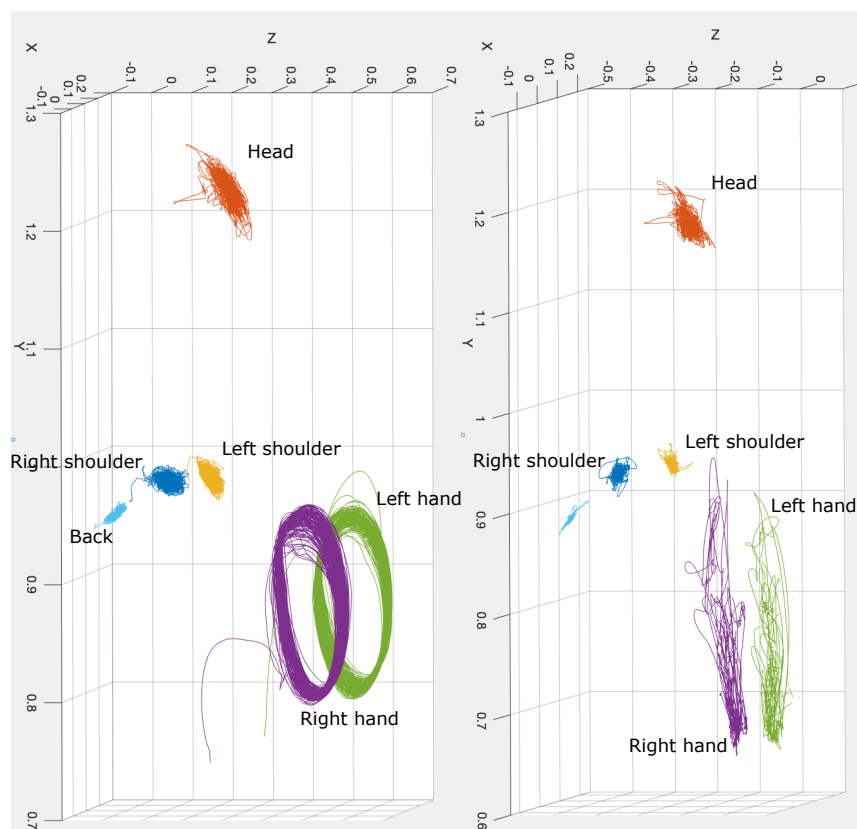 Z
X
-0.1
0
0.1
0.2
-0.1
0
0.1
0.2
0.3
0.4
0.5
0.6
0.7
1.3
1.2
1.1
Y
0.9
0.8
0.7
Head
Right shoulder
Left shoulder
Back
Left hand
Right hand
Z
X
-0.1
0
0.1
0.2
-0.5
-0.4
-0.3
-0.2
-0.1
0
1.3
1.2
1.1
Y
1
0.9
0.8
0.7
0.6
Head
Left shoulder
Right shoulder
Left hand
Right hand